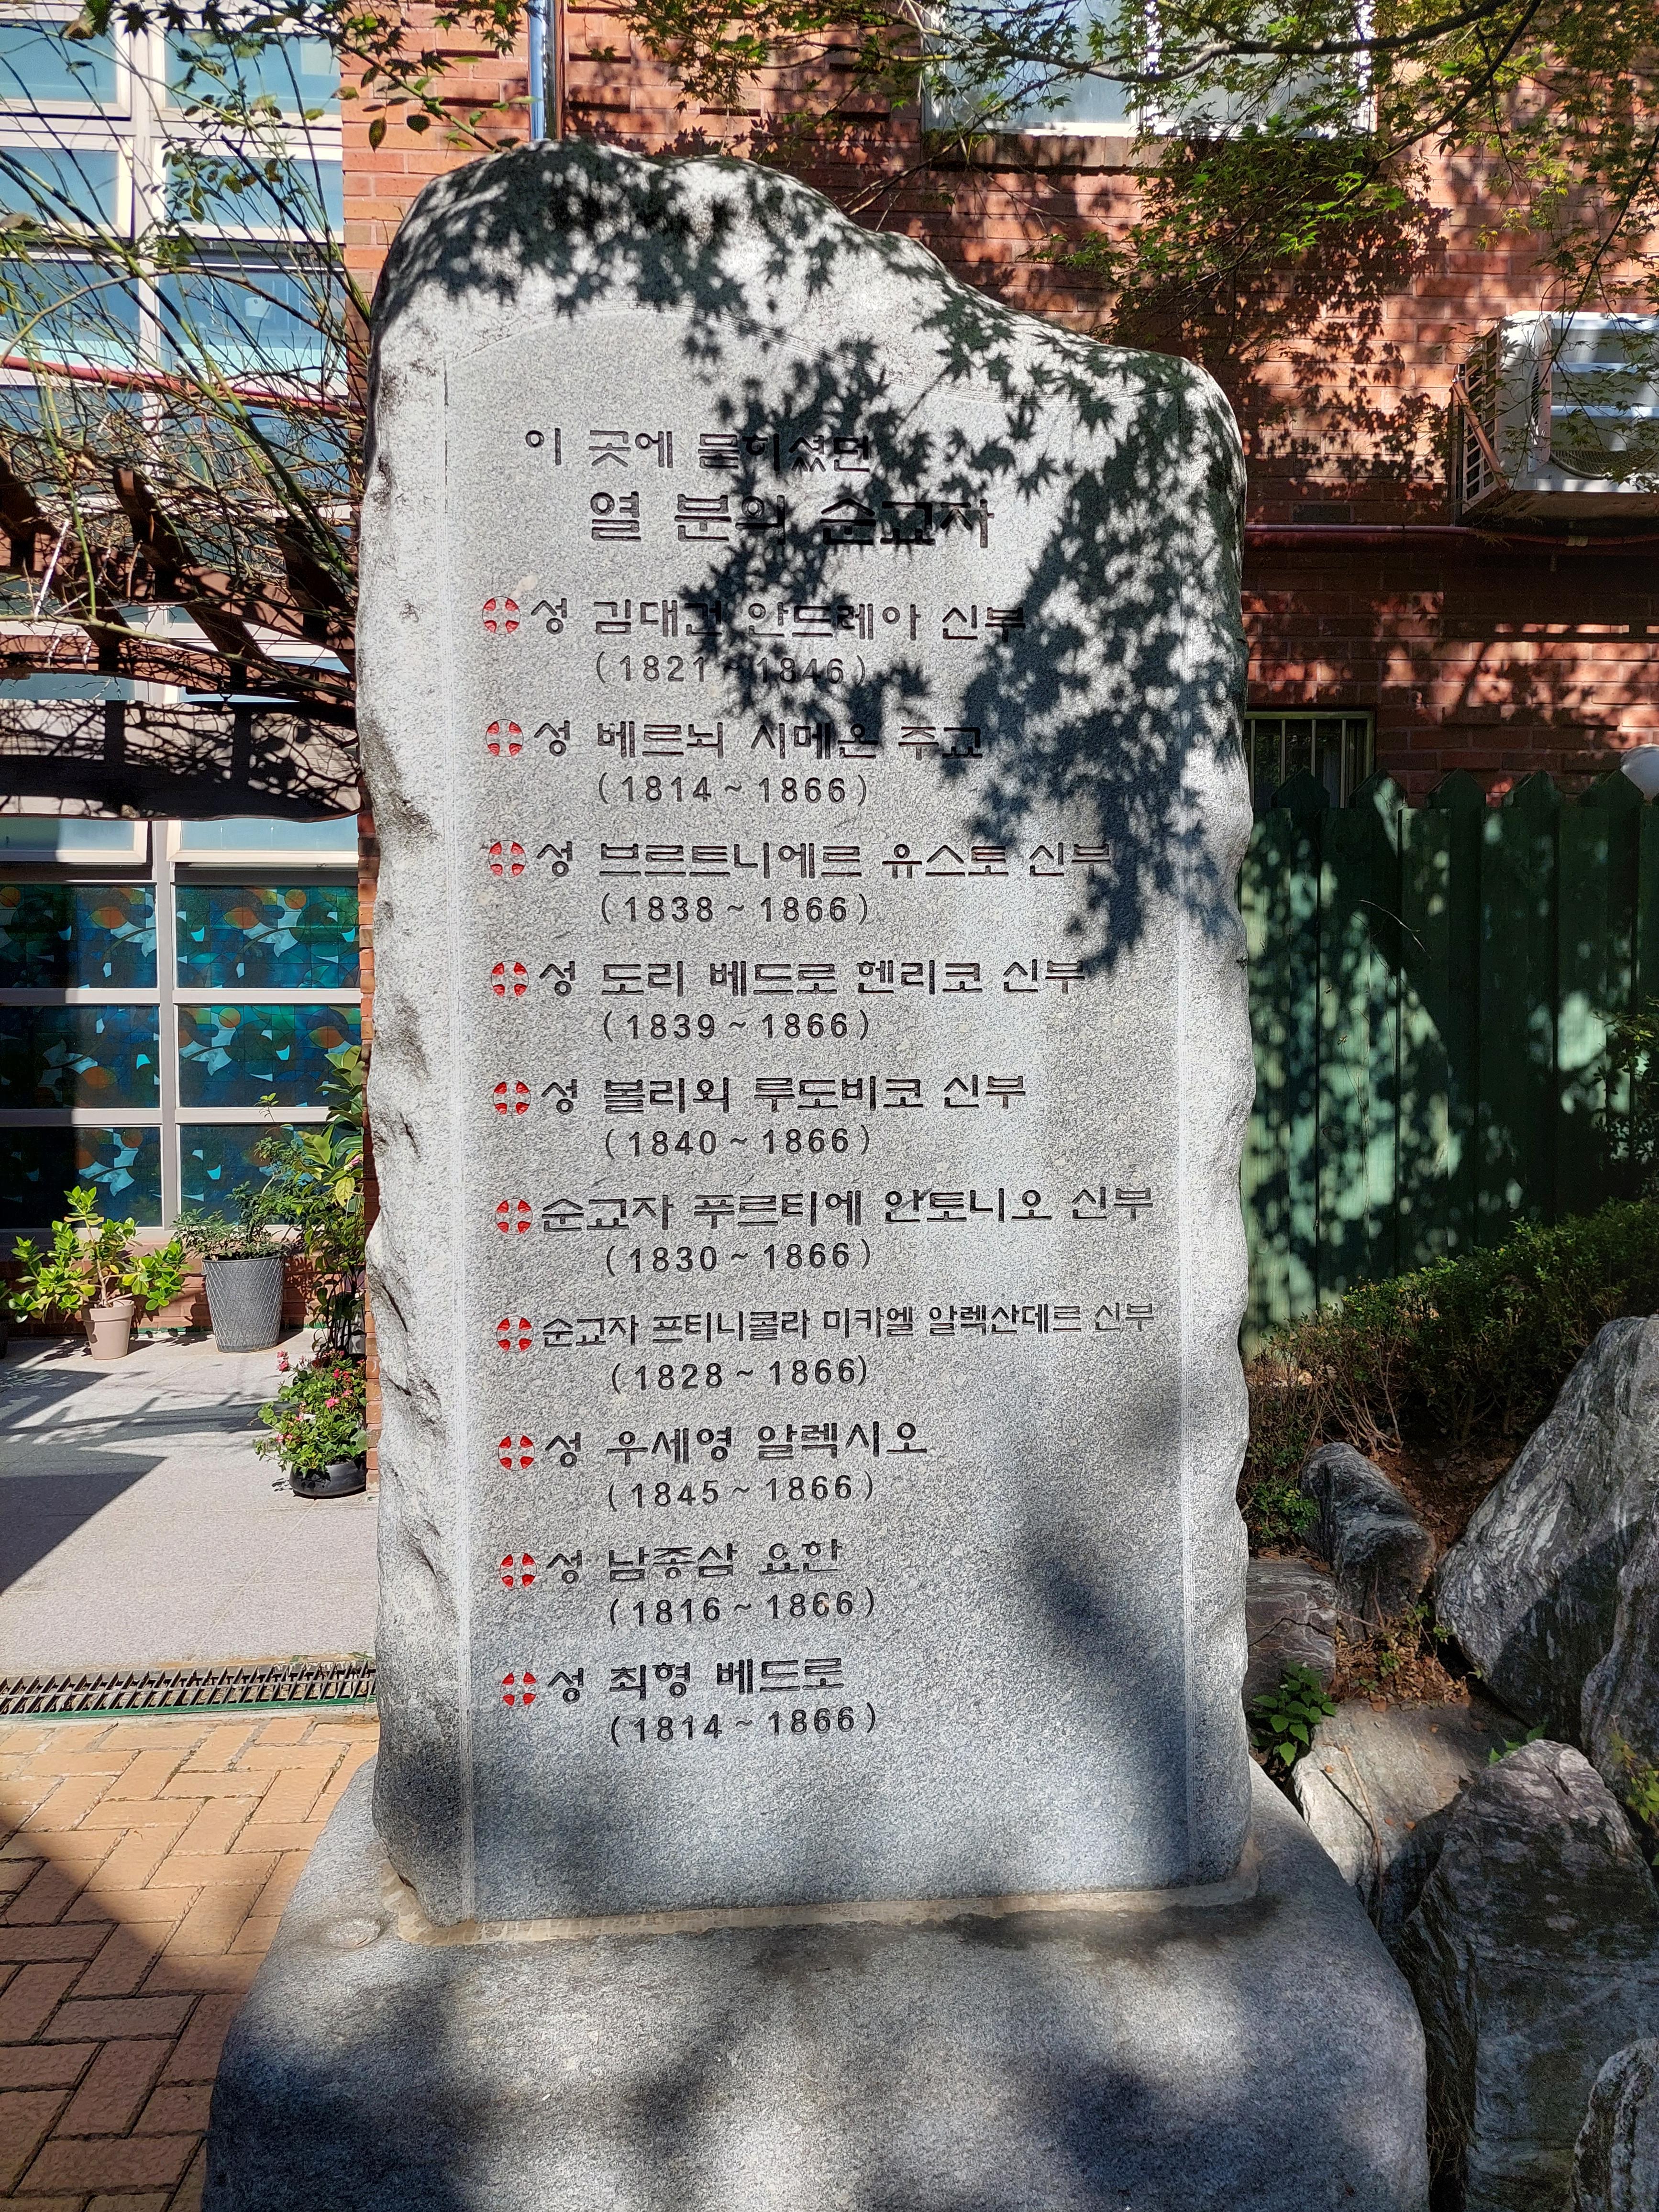 이 곳에 묻히셨던
열 분의 순교자
성 김대건 안드레아 신부
(1821~1846)
성 베르뇌 시메온 주교
(1814~1866)
성 브르트니에르 유스토 신부
(1838~1866)
성 도리 베드로 헨리코 신부
(1839~1866)
성 볼리외 루도비코 신부
(1840~1866)
순교자 푸르티에 안토니오 신부
(1830~1866)
순교자 프티니콜라 미카엘 알렉산데르 신부
(1828~1866)
성 우세영 알렉시오
(1845~1866)
성 남종삼 요한
(1816~1866)
성 최형 베드로
(1814~1866)